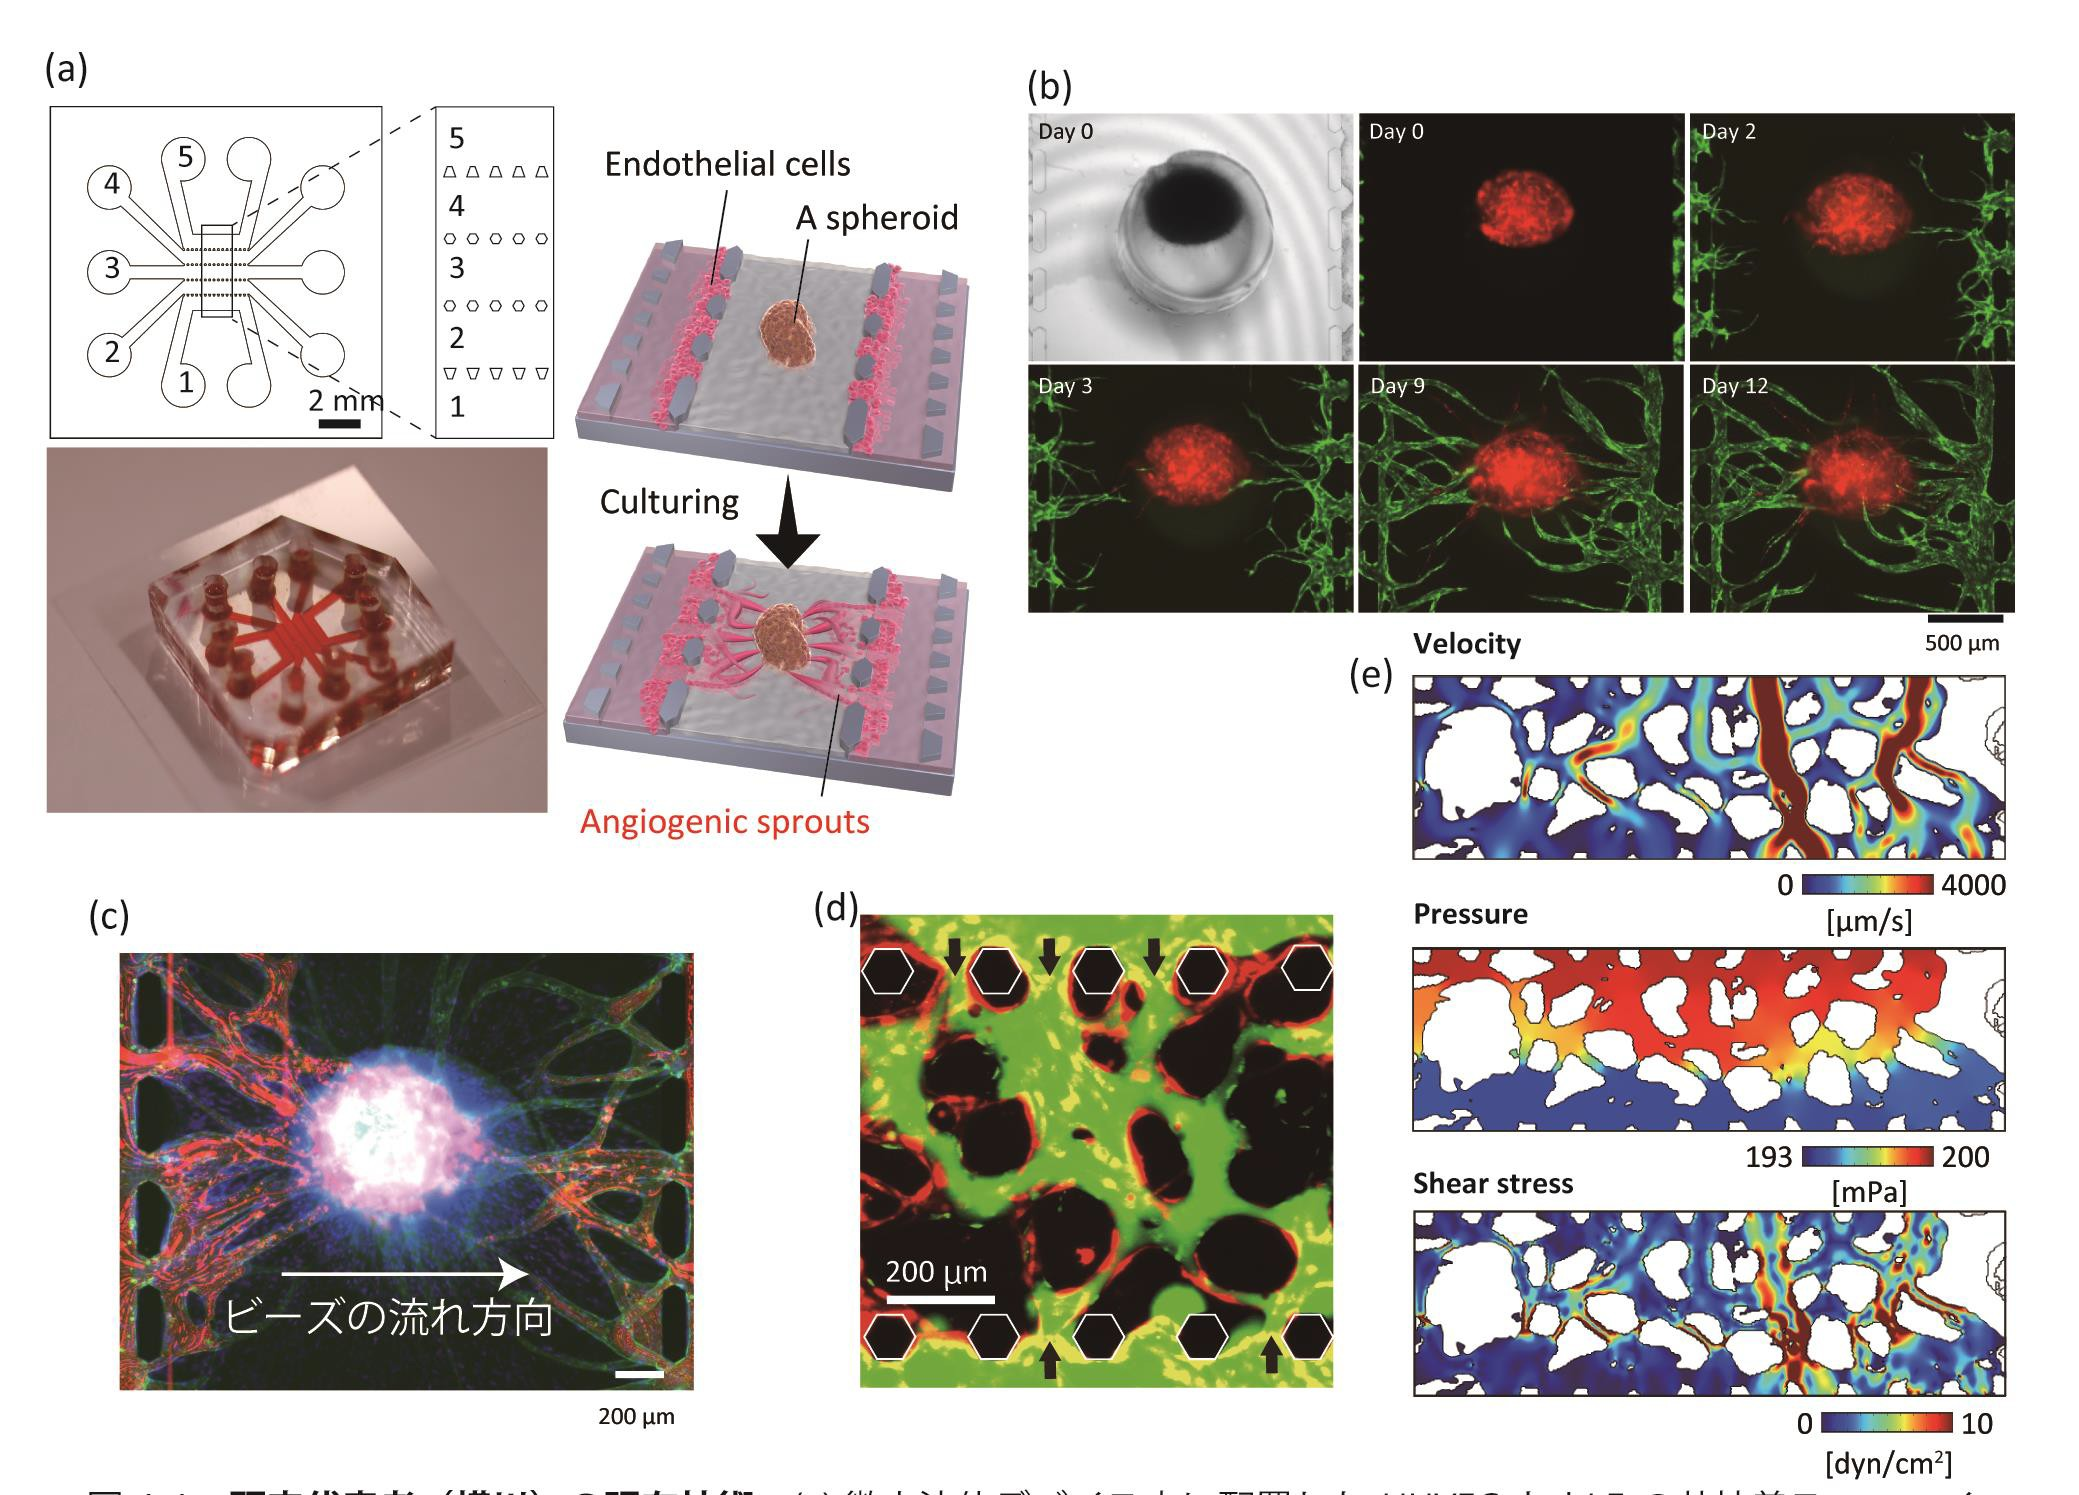 (a)
5
4
3
2
1
2 mm
5
4
3
2
1
Endothelial cells
A spheroid
Culturing
Angiogenic sprouts
(b)
Day 0
Day 0
Day 2
Day 3
Day 9
Day 12
500 µm
(c)
ビーズの流れ方向
200 µm
(d)
200 µm
(e)
Velocity
0 4000
[µm/s]
Pressure
193 200
[mPa]
Shear stress
0 10
[dyn/cm²]